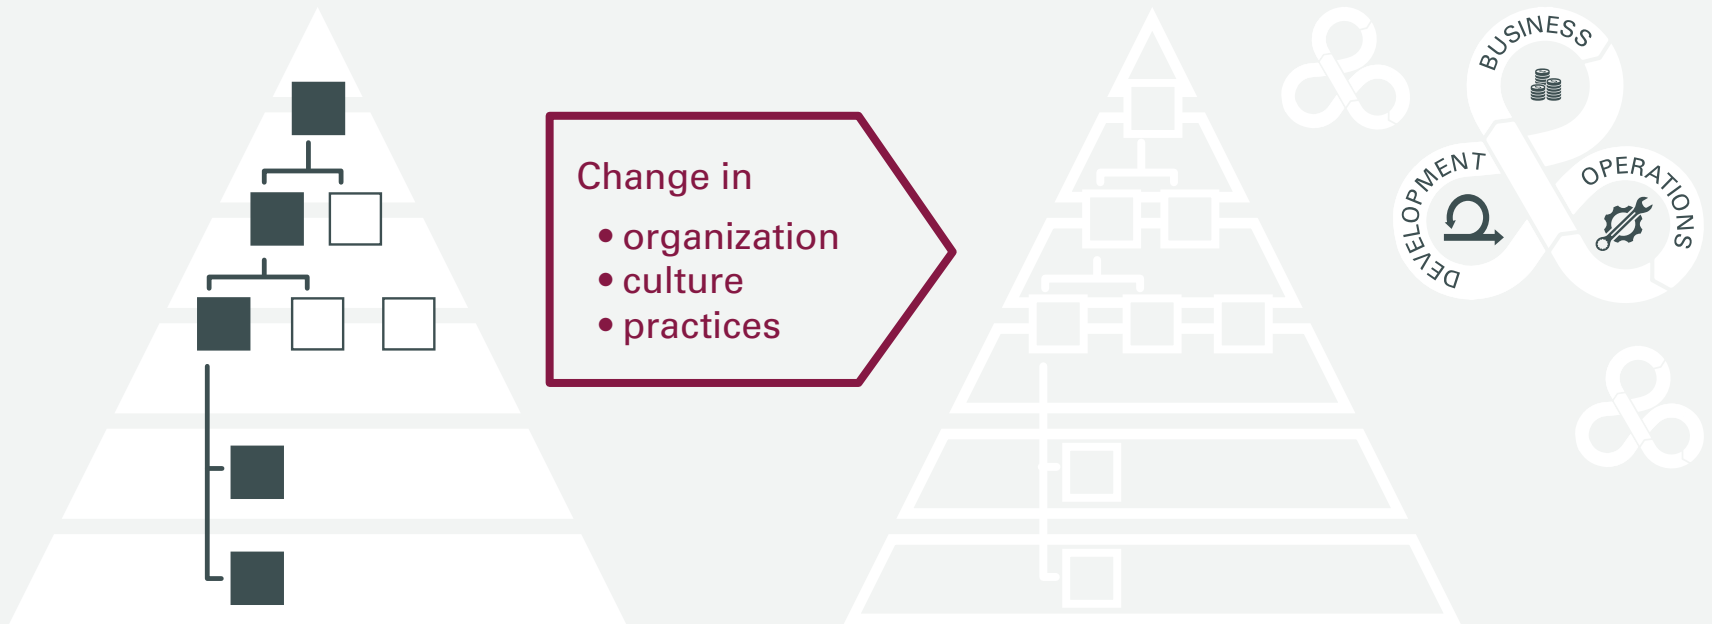 Change in
• organization
• culture
• practices
BUSINESS
DEVELOPMENT
OPERATIONS